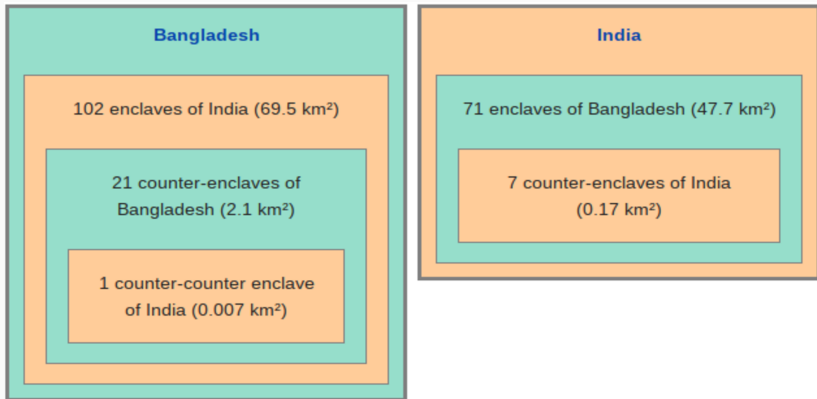 Bangladesh
102 enclaves of India (69.5 km²)
21 counter-enclaves of
Bangladesh (2.1 km²)
1 counter-counter enclave
of India (0.007 km²)
India
71 enclaves of Bangladesh (47.7 km²)
7 counter-enclaves of India
(0.17 km²)